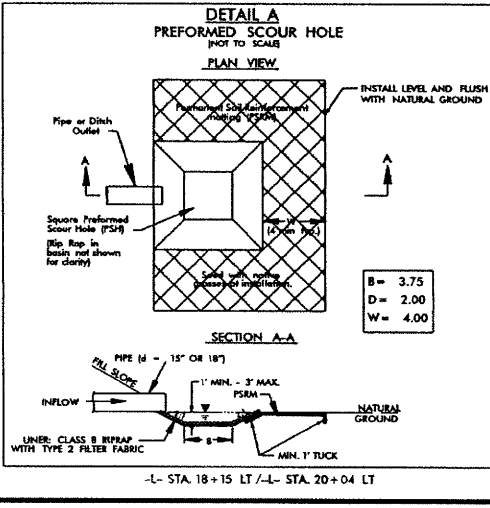 DETAIL A
PREFORMED SCOUR HOLE
(NOT TO SCALE)
PLAN VIEW
INSTALL LEVEL AND FLUSH
WITH NATURAL GROUND
Permanent Soil Reinforcement
matting (PSRM)
Pipe or Ditch
Outlet
A
A
Square Preformed
Scour Hole (PSH)
(Rip Rap in
basin not shown
for clarity)
W
(4' min typ.)
Seed with native
grasses at installation.
B= 3.75
D= 2.00
W= 4.00
SECTION A-A
FILL SLOPE
PIPE (d = 15" OR 18")
1' MIN. - 3' MAX.
PSRM
INFLOW
NATURAL
GROUND
B
LINER: CLASS B RIPRAP
WITH TYPE 2 FILTER FABRIC
MIN. 1' TUCK
-L- STA. 18+15 LT /-L- STA. 20+04 LT